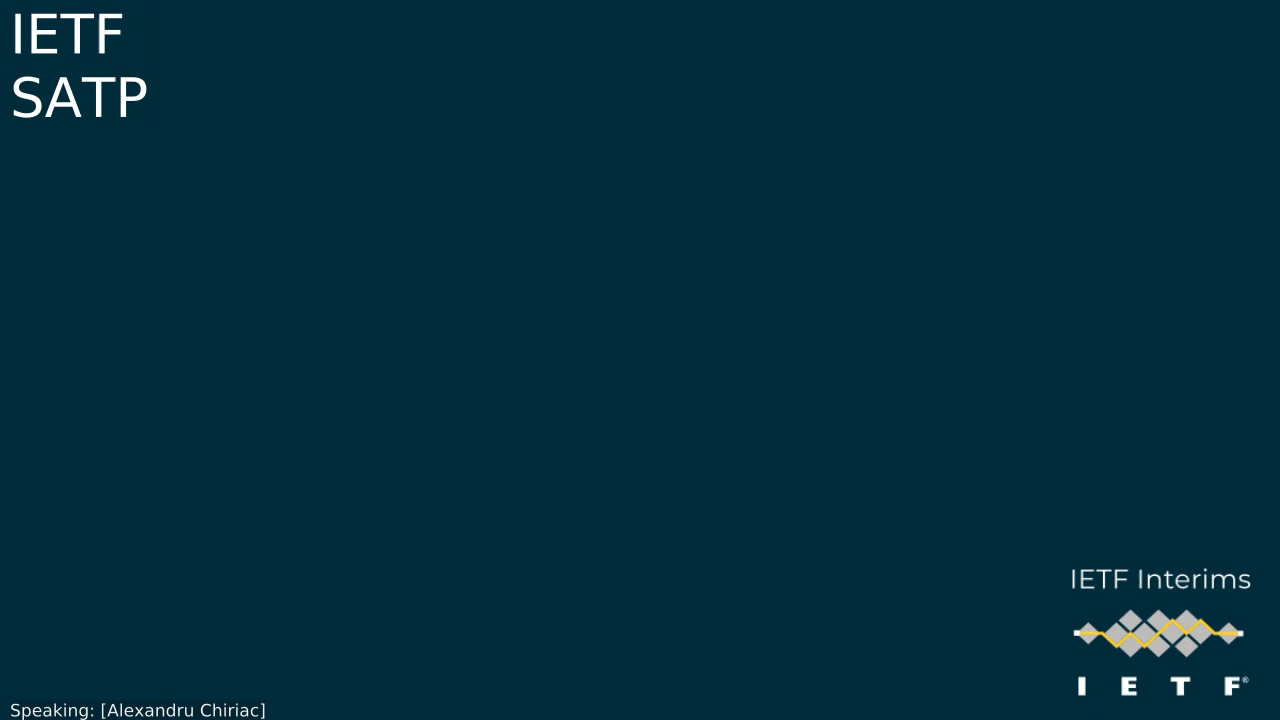 IETF
SATP
IETF Interims
I E T F®
Speaking: [Alexandru Chiriac]